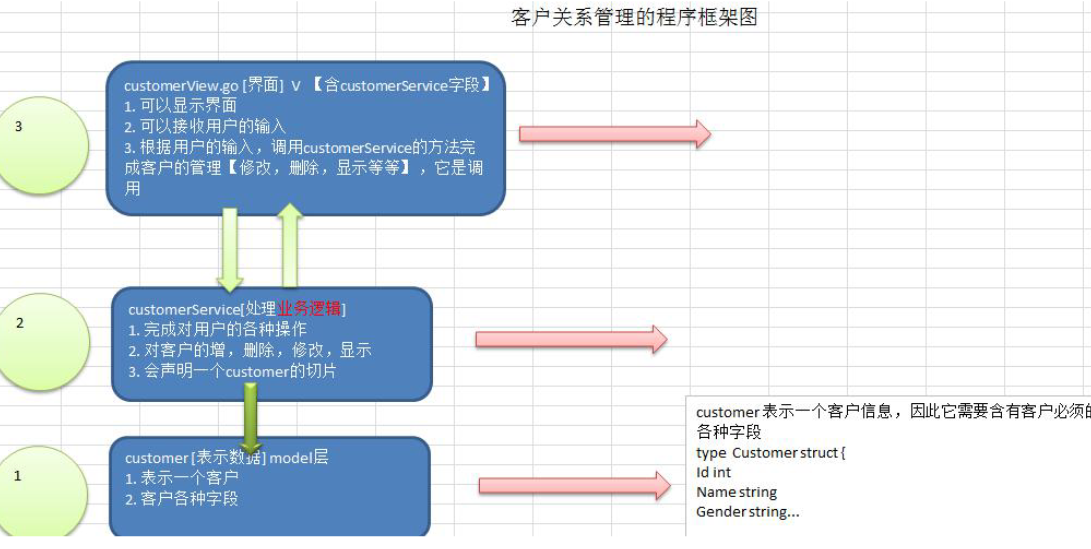 客户关系管理的程序框架图
customerView.go [界面] V 【含customerService字段】
1. 可以显示界面
2. 可以接收用户的输入
3. 根据用户的输入，调用customerService的方法完
成客户的管理【修改，删除，显示等等】，它是调
用
3
customerService[处理业务逻辑]
1. 完成对用户的各种操作
2. 对客户的增，删除，修改，显示
3. 会声明一个customer的切片
2
customer [表示数据] model层
1. 表示一个客户
2. 客户各种字段
1
customer 表示一个客户信息，因此它需要含有客户必须的
各种字段
type Customer struct {
Id int
Name string
Gender string...